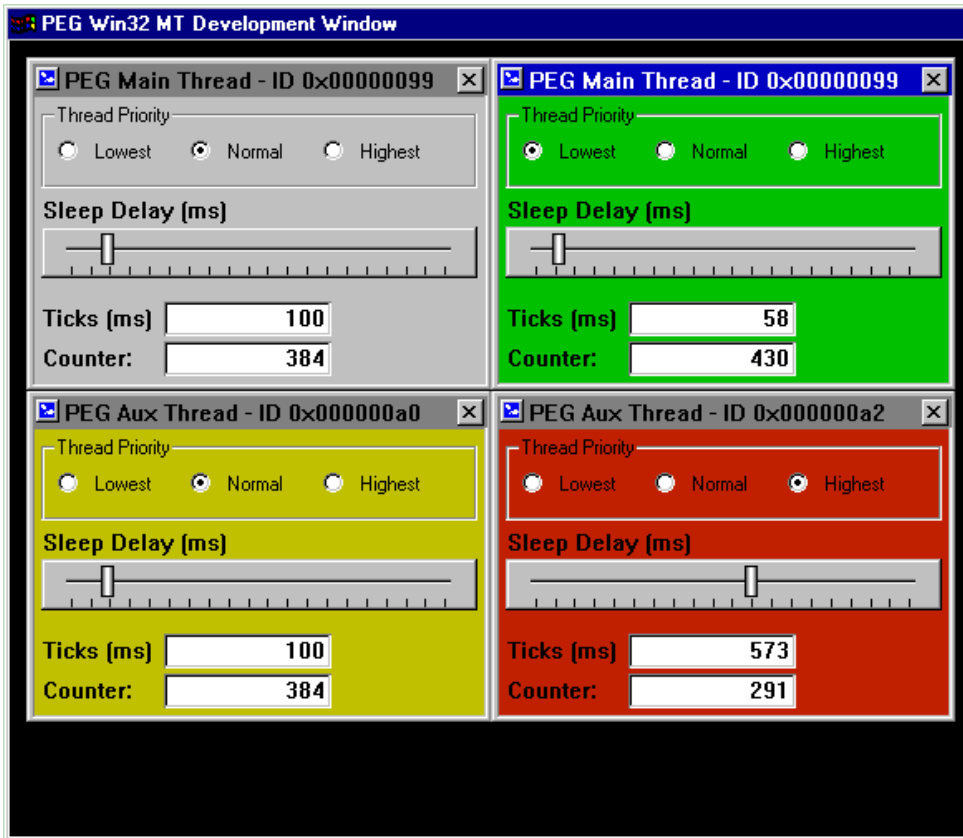 PEG Win32 MT Development Window
PEG Main Thread - ID 0x00000099
Thread Priority
Lowest Normal Highest
Sleep Delay (ms)
Ticks (ms) 100
Counter: 384
PEG Main Thread - ID 0x00000099
Thread Priority
Lowest Normal Highest
Sleep Delay (ms)
Ticks (ms) 58
Counter: 430
PEG Aux Thread - ID 0x000000a0
Thread Priority
Lowest Normal Highest
Sleep Delay (ms)
Ticks (ms) 100
Counter: 384
PEG Aux Thread - ID 0x000000a2
Thread Priority
Lowest Normal Highest
Sleep Delay (ms)
Ticks (ms) 573
Counter: 291